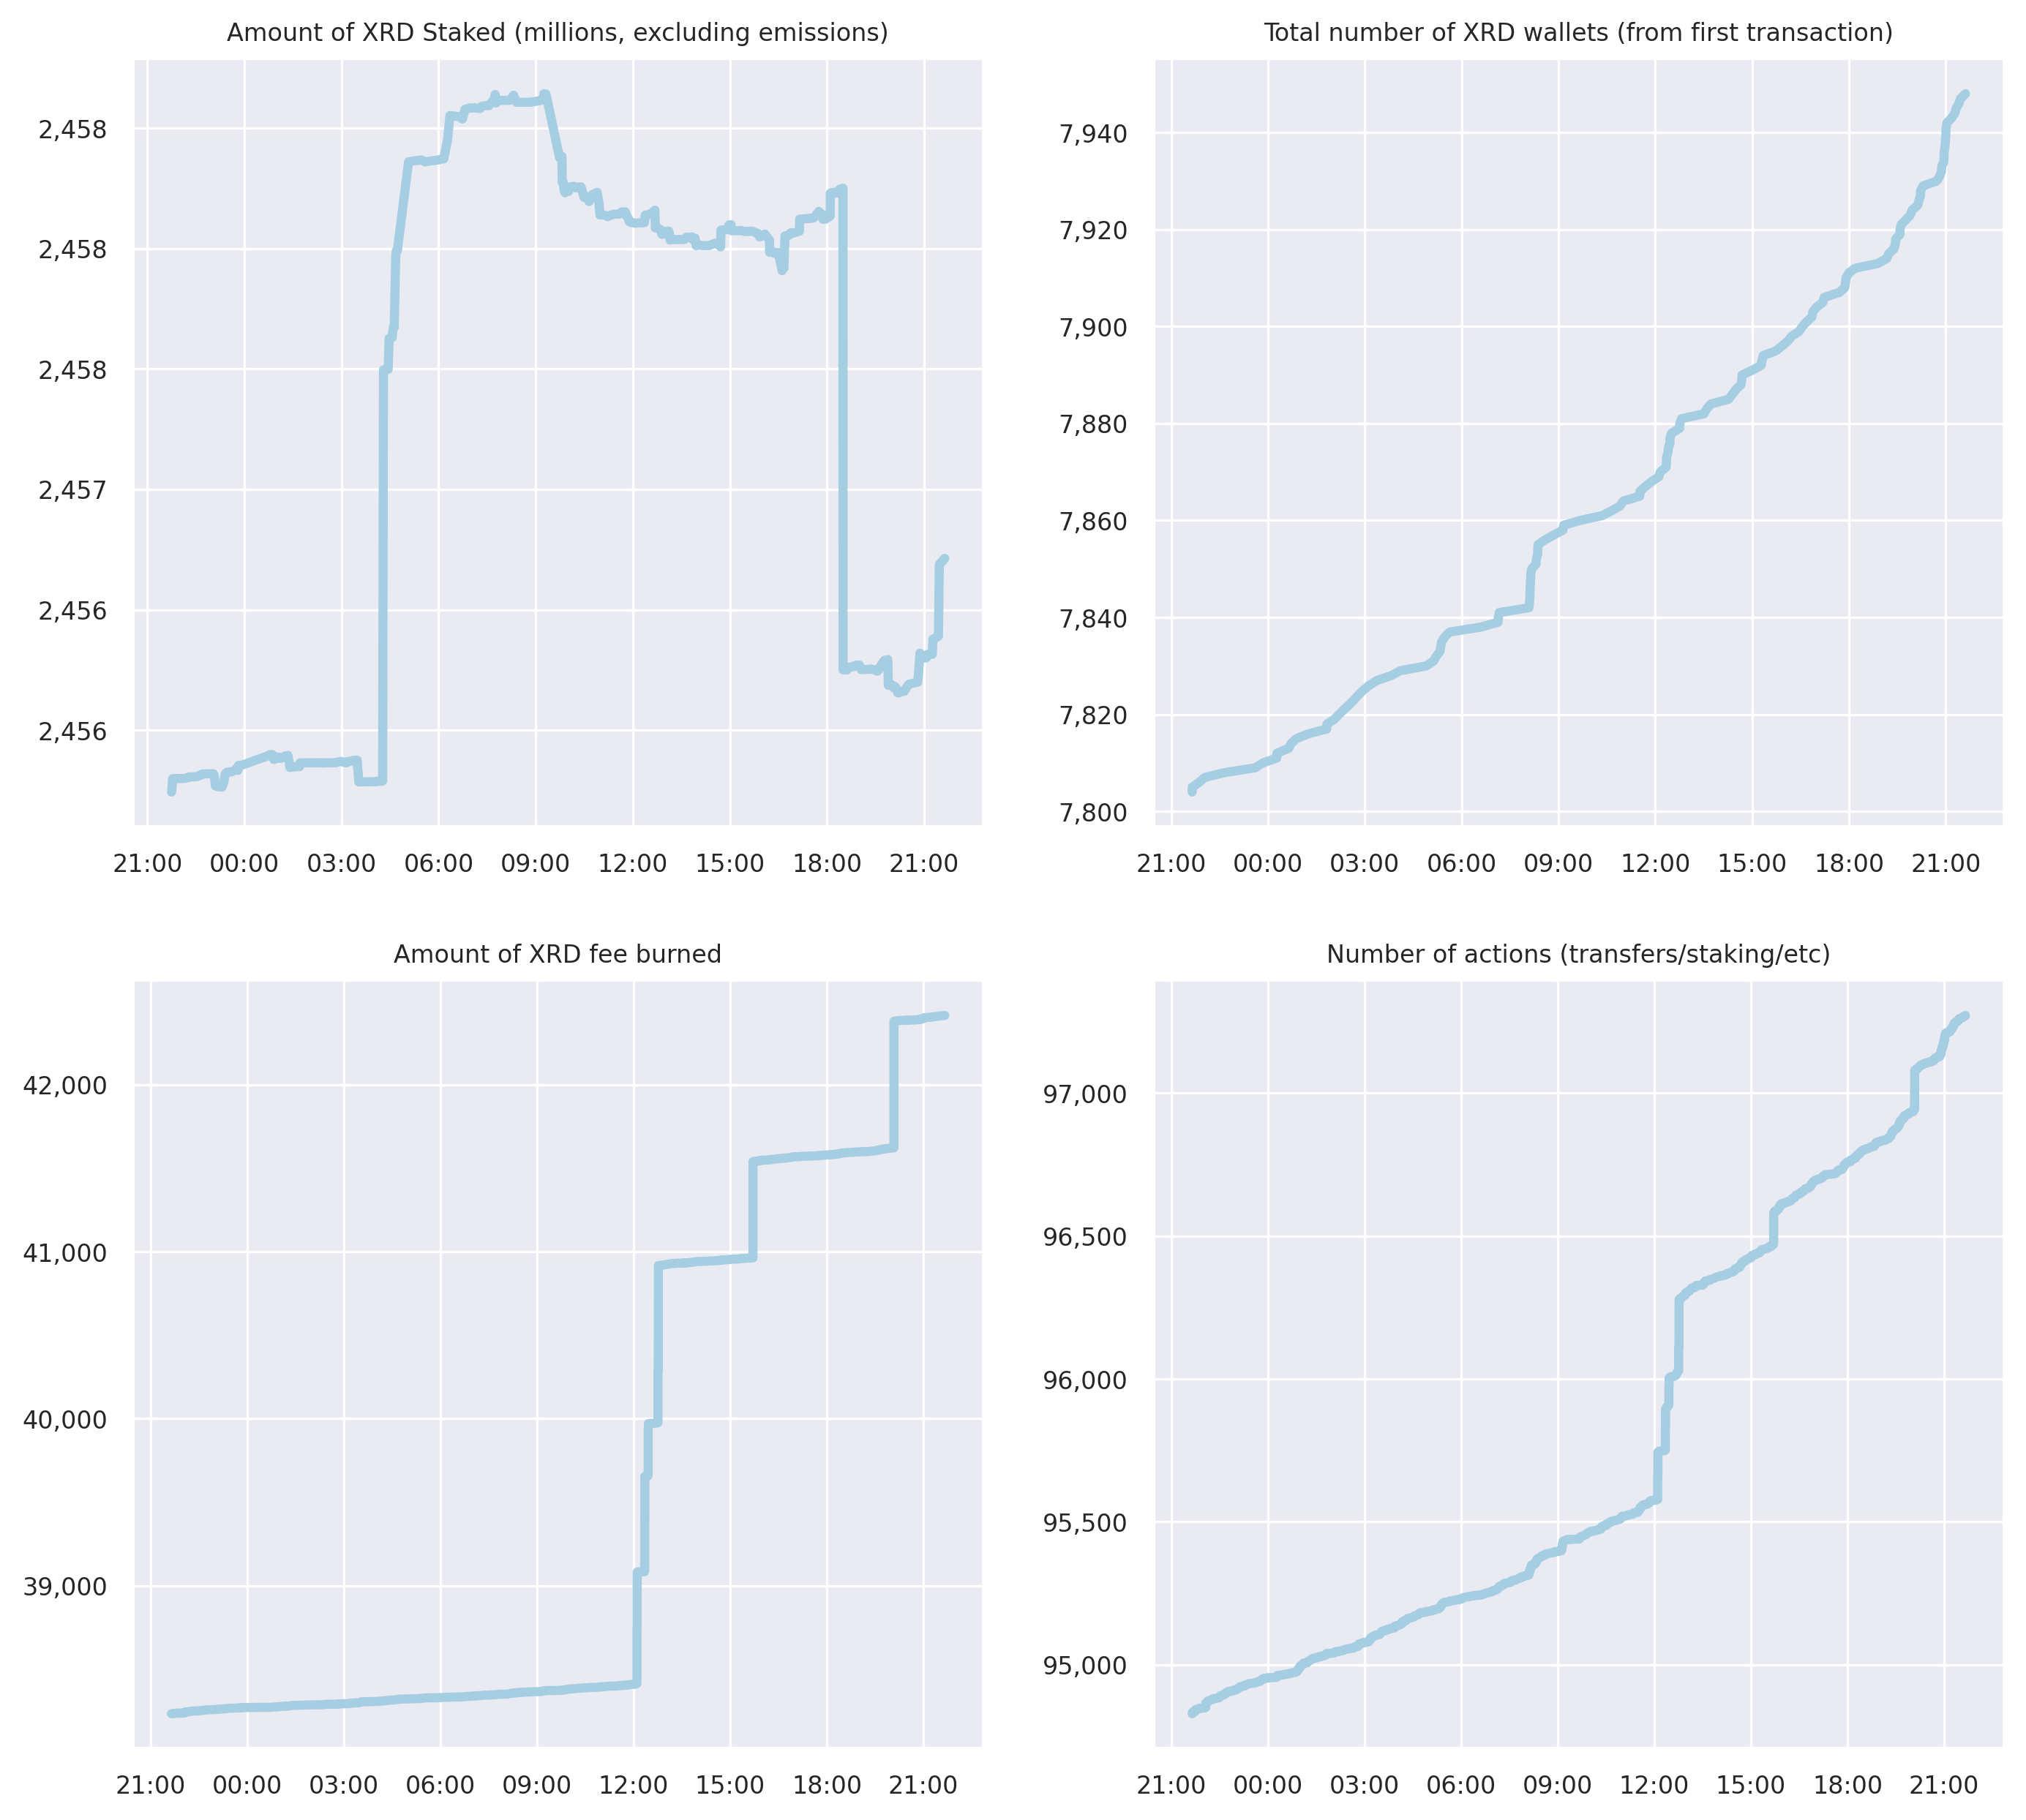 Amount of XRD Staked (millions, excluding emissions)
2,458
2,458
2,458
2,457
2,456
2,456
21:00 00:00 03:00 06:00 09:00 12:00 15:00 18:00 21:00
Total number of XRD wallets (from first transaction)
7,940
7,920
7,900
7,880
7,860
7,840
7,820
7,800
21:00 00:00 03:00 06:00 09:00 12:00 15:00 18:00 21:00
Amount of XRD fee burned
42,000
41,000
40,000
39,000
21:00 00:00 03:00 06:00 09:00 12:00 15:00 18:00 21:00
Number of actions (transfers/staking/etc)
97,000
96,500
96,000
95,500
95,000
21:00 00:00 03:00 06:00 09:00 12:00 15:00 18:00 21:00